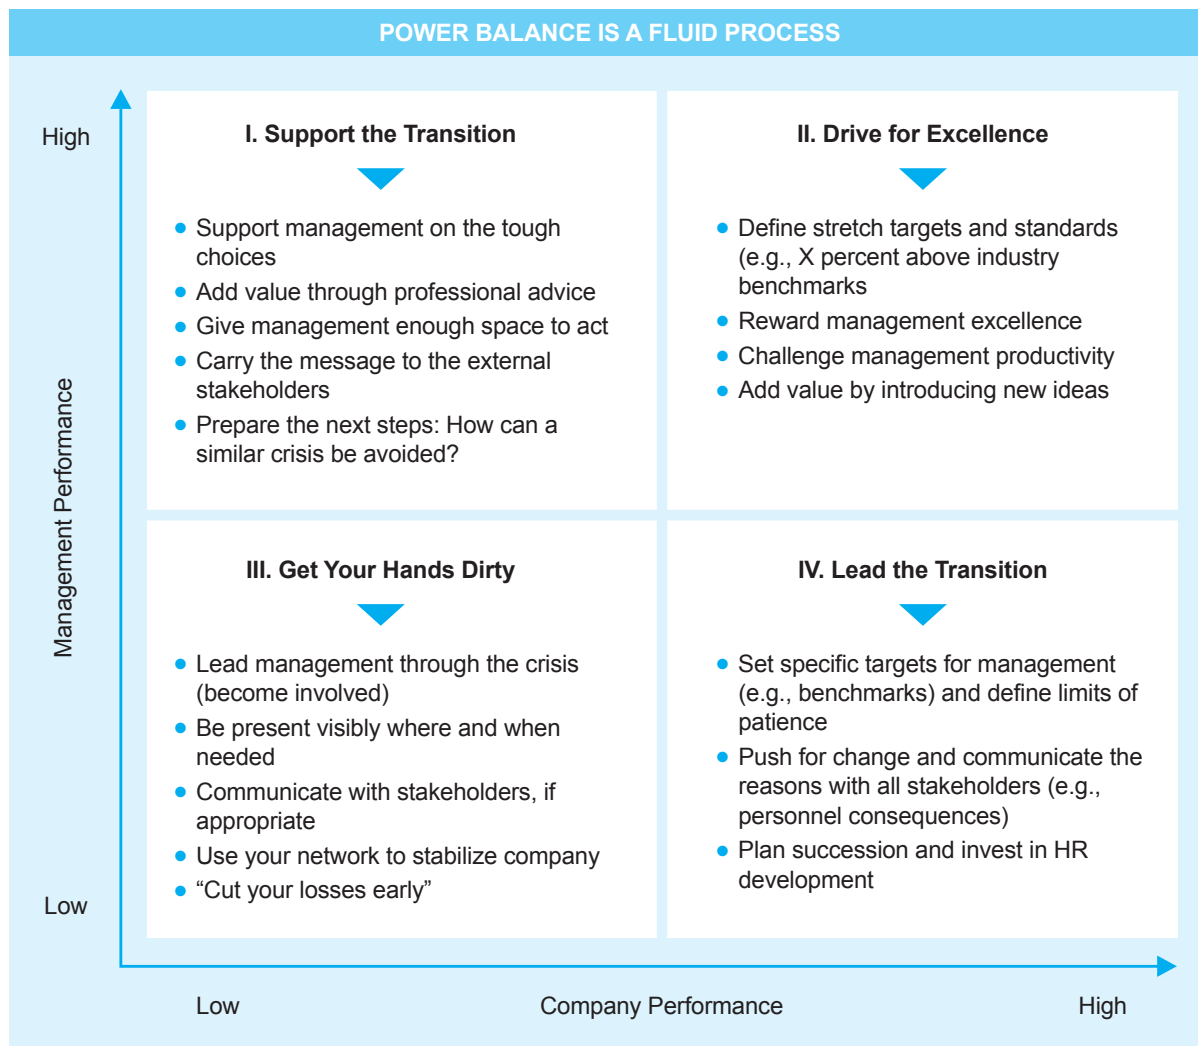 POWER BALANCE IS A FLUID PROCESS
High
Management Performance
Low
I. Support the Transition
• Support management on the tough
choices
• Add value through professional advice
• Give management enough space to act
• Carry the message to the external
stakeholders
• Prepare the next steps: How can a
similar crisis be avoided?
II. Drive for Excellence
• Define stretch targets and standards
(e.g., X percent above industry
benchmarks
• Reward management excellence
• Challenge management productivity
• Add value by introducing new ideas
III. Get Your Hands Dirty
• Lead management through the crisis
(become involved)
• Be present visibly where and when
needed
• Communicate with stakeholders, if
appropriate
• Use your network to stabilize company
• “Cut your losses early”
IV. Lead the Transition
• Set specific targets for management
(e.g., benchmarks) and define limits of
patience
• Push for change and communicate the
reasons with all stakeholders (e.g.,
personnel consequences)
• Plan succession and invest in HR
development
Low
Company Performance
High